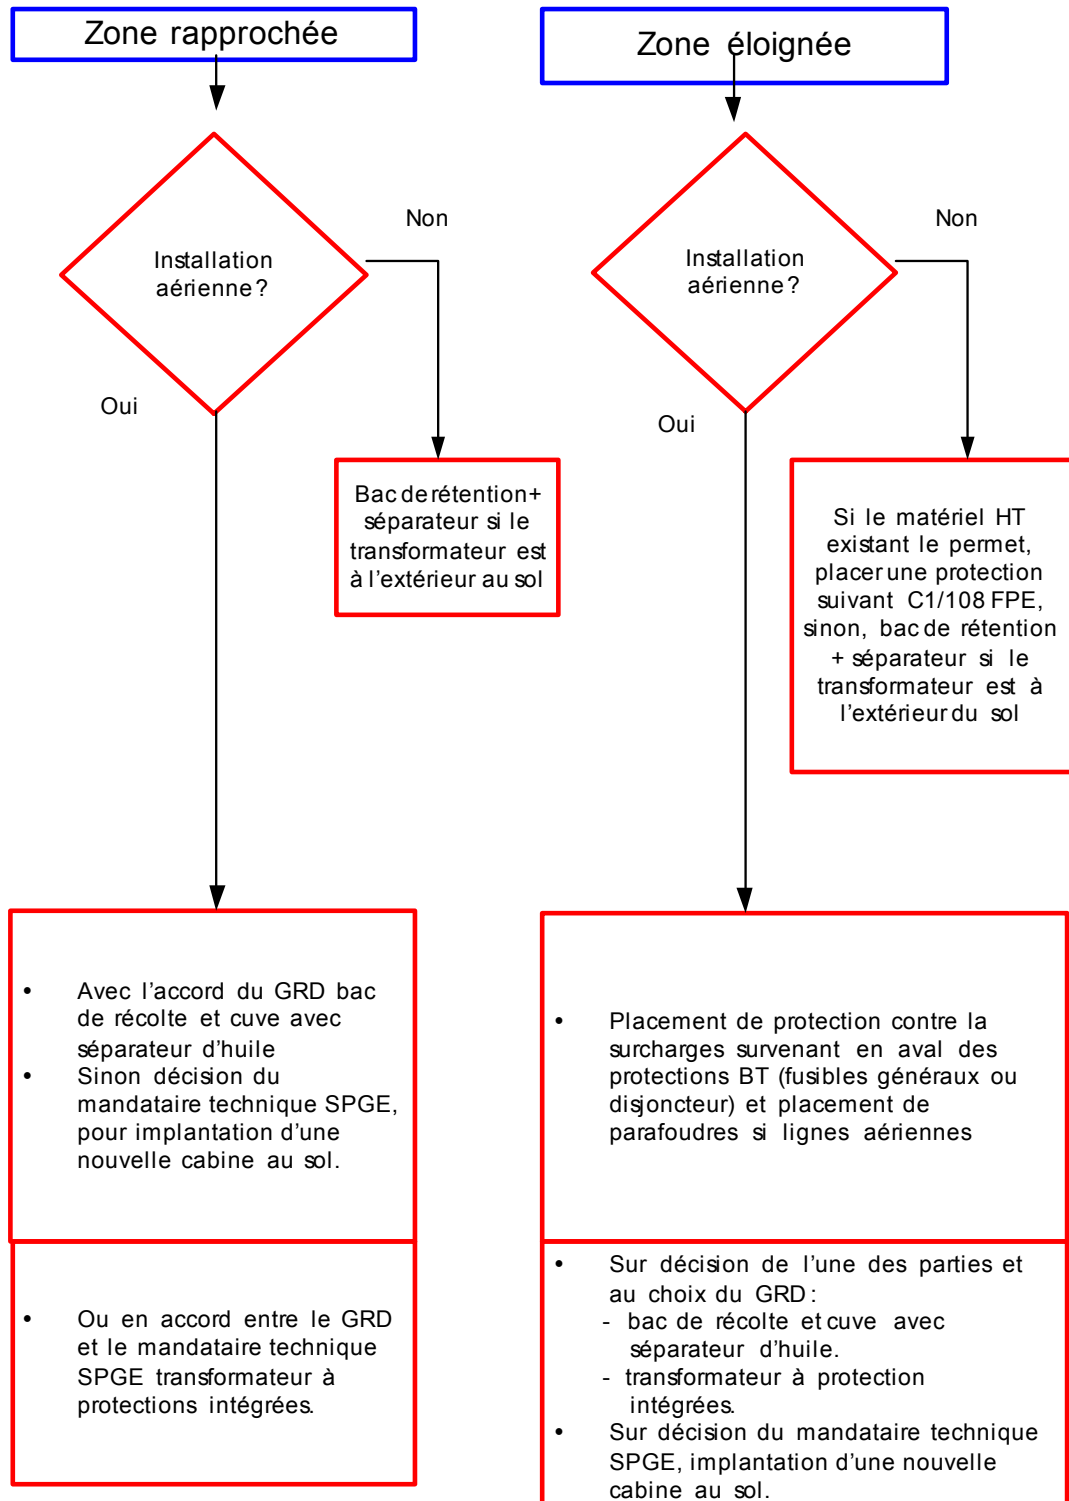 Zone rapprochée
Installation
aérienne ?
Non
Oui
Bac de rétention +
séparateur si le
transformateur est
à l'extérieur au sol
• Avec l'accord du GRD bac
de récolte et cuve avec
séparateur d'huile
• Sinon décision du
mandataire technique SPGE,
pour implantation d'une
nouvelle cabine au sol.
• Ou en accord entre le GRD
et le mandataire technique
SPGE transformateur à
protections intégrées.
Zone éloignée
Installation
aérienne ?
Non
Oui
Si le matériel HT
existant le permet,
placer une protection
suivant C1/108 FPE,
sinon, bac de rétention
+ séparateur si le
transformateur est à
l'extérieur du sol
• Placement de protection contre la
surcharges survenant en aval des
protections BT (fusibles généraux ou
disjoncteur) et placement de
parafoudres si lignes aériennes
• Sur décision de l'une des parties et
au choix du GRD :
- bac de récolte et cuve avec
séparateur d'huile.
- transformateur à protection
intégrées.
• Sur décision du mandataire technique
SPGE, implantation d'une nouvelle
cabine au sol.